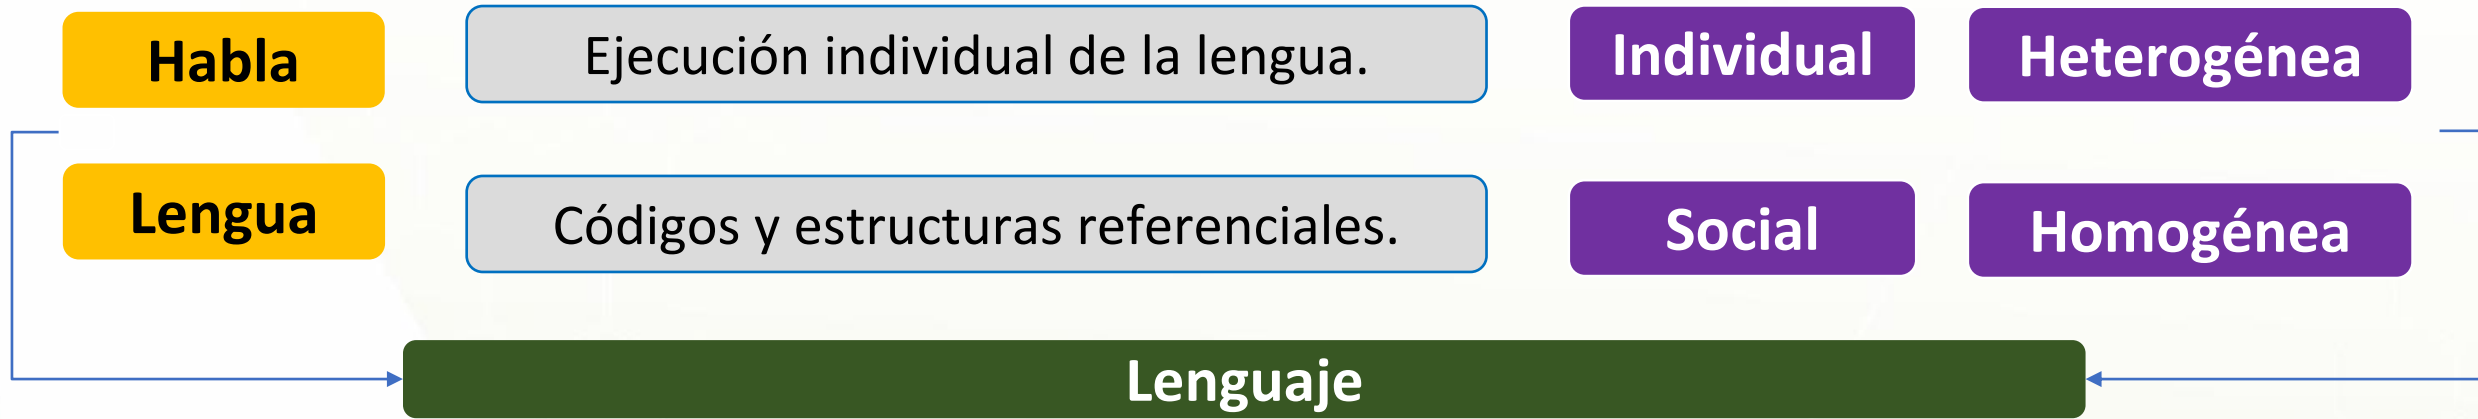 Habla
Ejecución individual de la lengua.
Individual
Heterogénea
Lengua
Códigos y estructuras referenciales.
Social
Homogénea
Lenguaje